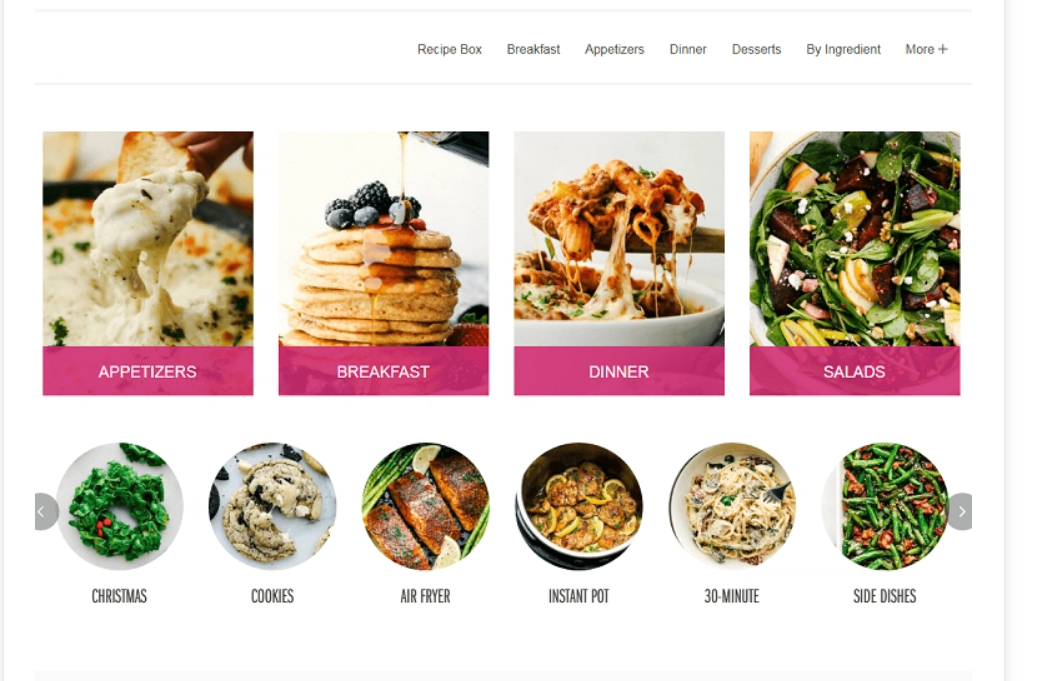 Recipe Box Breakfast Appetizers Dinner Desserts By Ingredient More +
APPETIZERS BREAKFAST DINNER SALADS
CHRISTMAS COOKIES AIR FRYER INSTANT POT 30-MINUTE SIDE DISHES